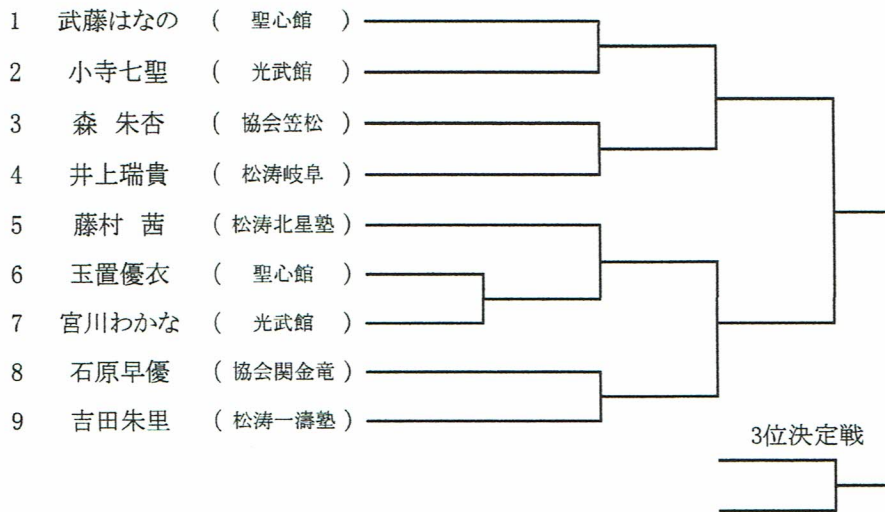 1 武藤はなの ( 聖心館 )
2 小寺七聖 ( 光武館 )
3 森 朱杏 ( 協会笠松 )
4 井上瑞貴 ( 松涛岐阜 )
5 藤村 茜 ( 松涛北星塾 )
6 玉置優衣 ( 聖心館 )
7 宮川わかな ( 光武館 )
8 石原早優 ( 協会関金竜 )
9 吉田朱里 ( 松涛一濤塾 )
3位決定戦